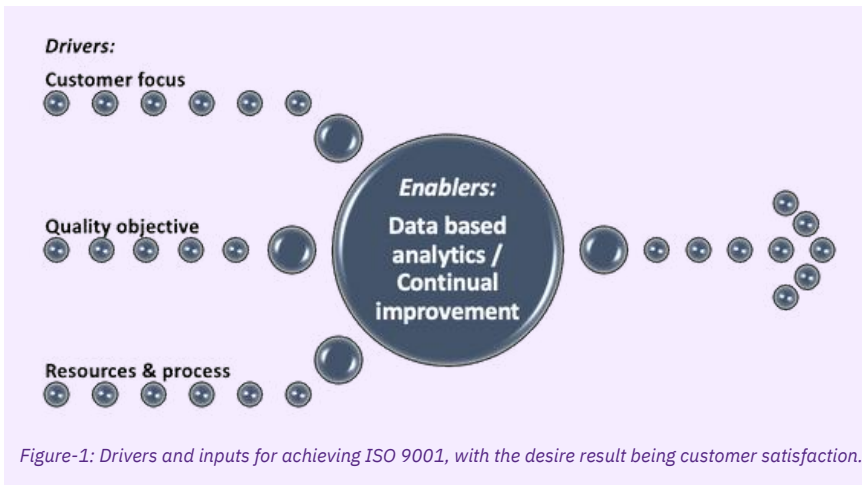 Drivers:
Customer focus
Quality objective
Resources & process
Enablers:
Data based
analytics /
Continual
improvement
Figure-1: Drivers and inputs for achieving ISO 9001, with the desire result being customer satisfaction.